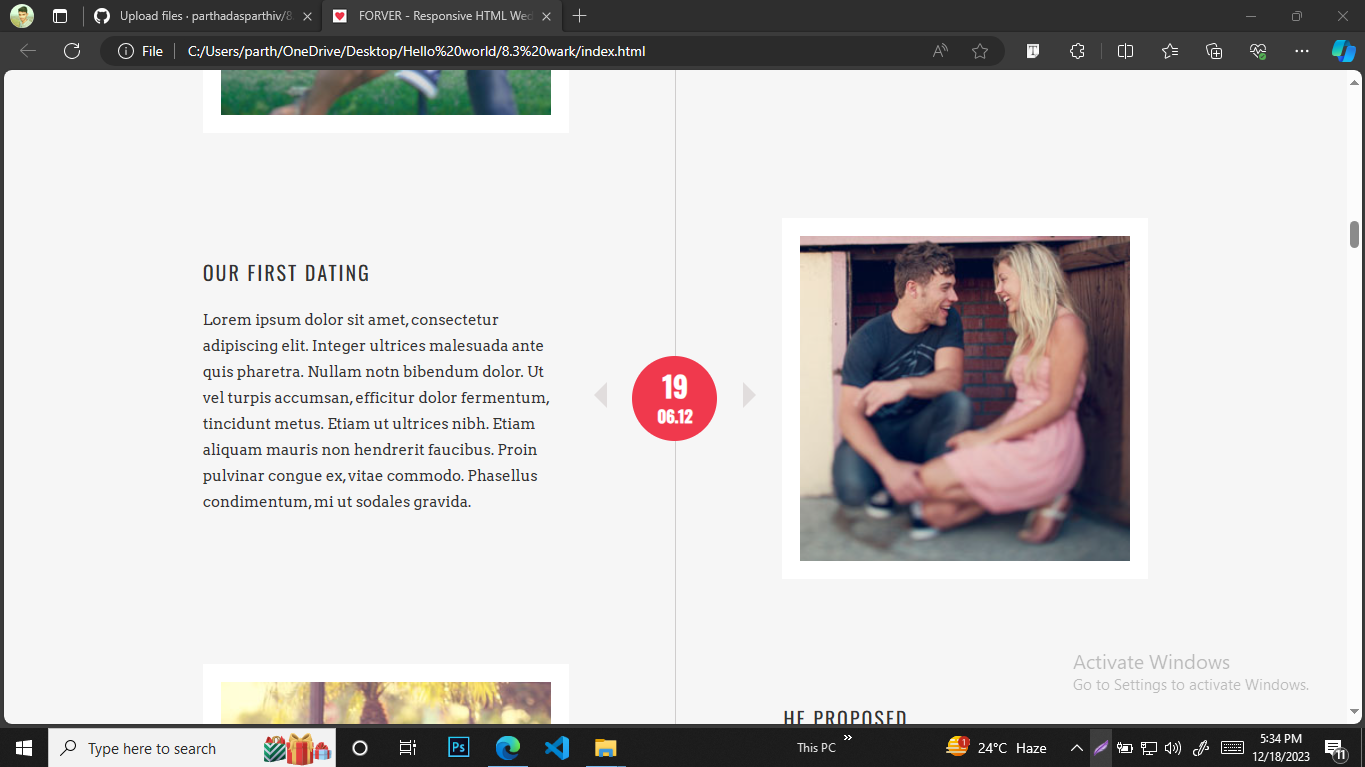 Upload files · parthadasparthiv/8.
FORVER - Responsive HTML Wed
File
C:/Users/parth/OneDrive/Desktop/Hello%20world/8.3%20wark/index.html
OUR FIRST DATING
Lorem ipsum dolor sit amet, consectetur
adipiscing elit. Integer ultrices malesuada ante
quis pharetra. Nullam notn bibendum dolor. Ut
vel turpis accumsan, efficitur dolor fermentum,
tincidunt metus. Etiam ut ultrices nibh. Etiam
aliquam mauris non hendrerit faucibus. Proin
pulvinar congue ex, vitae commodo. Phasellus
condimentum, mi ut sodales gravida.
19
06.12
HE PROPOSED
Activate Windows
Go to Settings to activate Windows.
Type here to search
Ps
This PC
»
1
24°C Haze
5:34 PM
12/18/2023
11